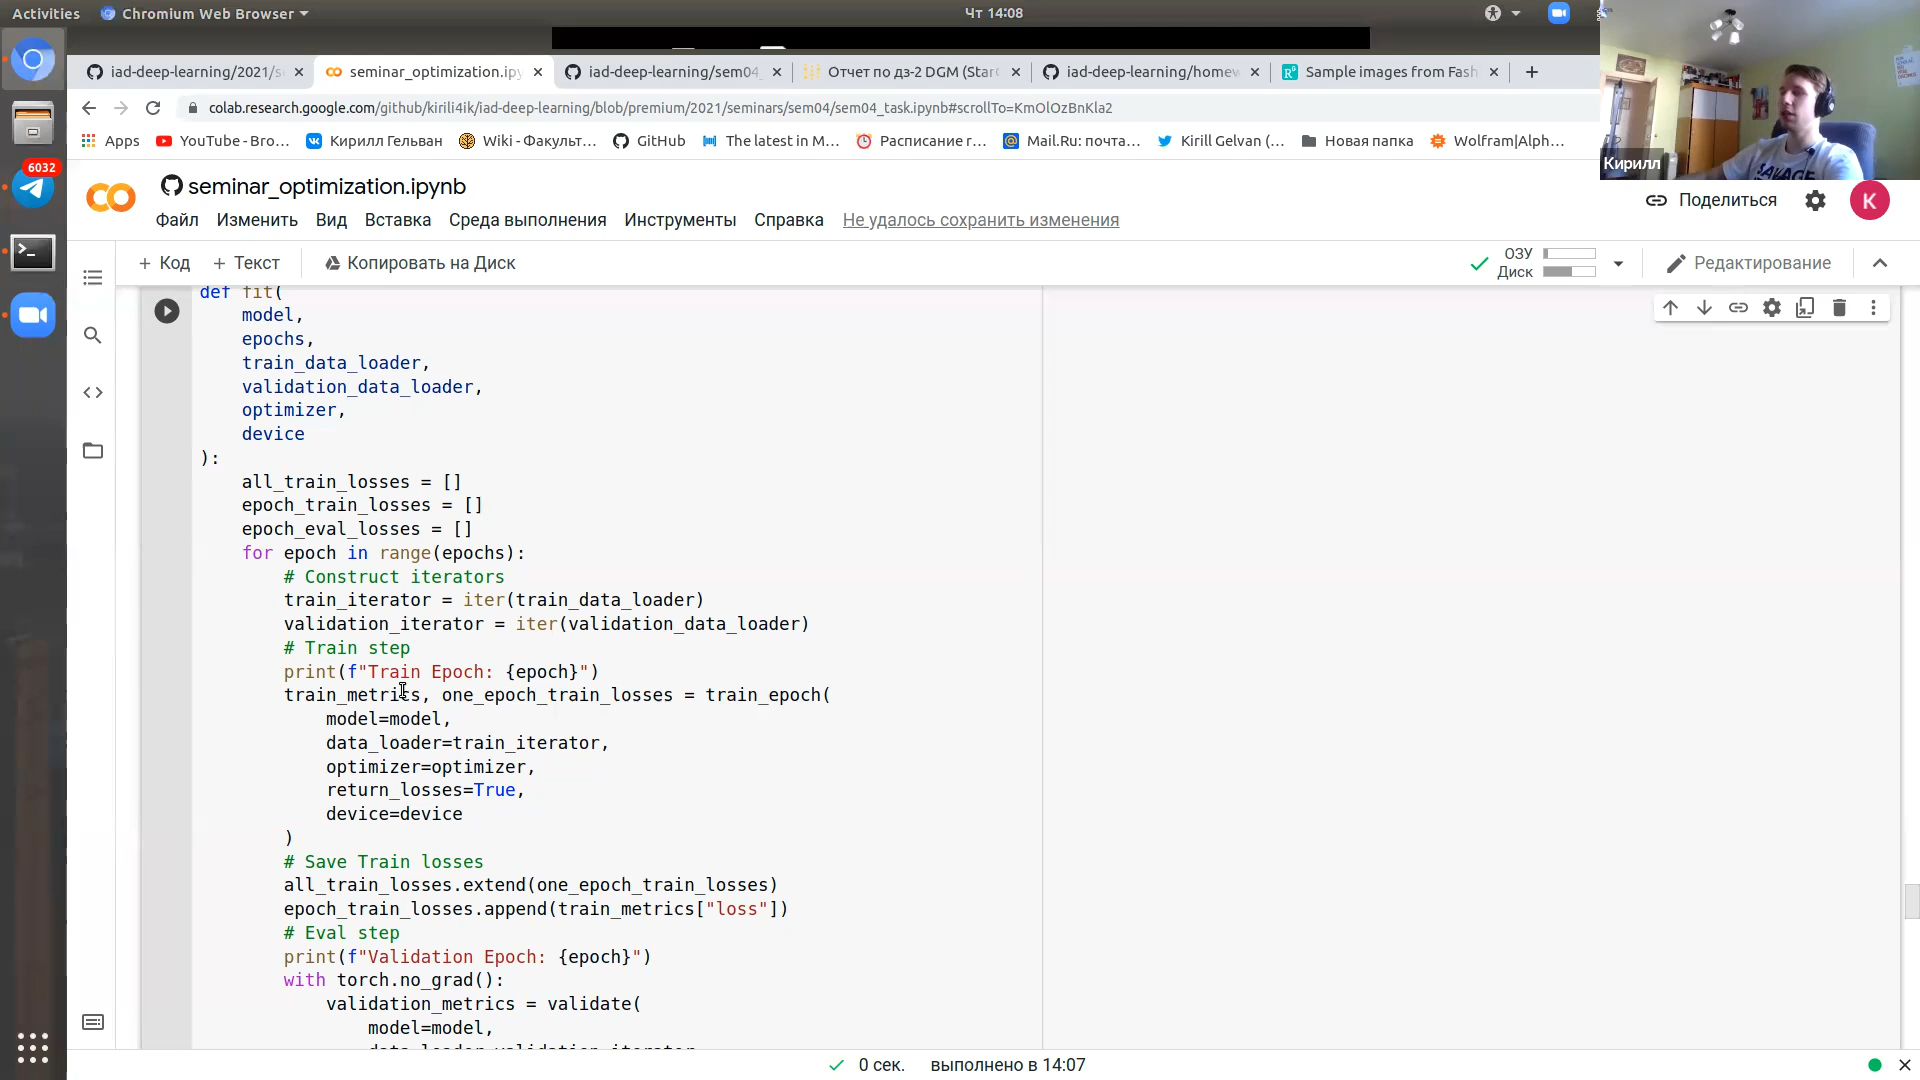 Activities
Chromium Web Browser
Чт 14:08
iad-deep-learning/2021/s
seminar_optimization.ipy
iad-deep-learning/sem04_
Отчет по дз-2 DGM (Star
iad-deep-learning/homew
Sample images from Fash
colab.research.google.com/github/kirili4ik/iad-deep-learning/blob/premium/2021/seminars/sem04/sem04_task.ipynb#scrollTo=KmOlOzBnKla2
Apps
YouTube - Bro...
Кирилл Гельван
Wiki - Факульт...
GitHub
The latest in M...
Расписание г...
Mail.Ru: почта...
Kirill Gelvan (...
Новая папка
Wolfram|Alph...
Кирилл
6032
seminar_optimization.ipynb
Файл Изменить Вид Вставка Среда выполнения Инструменты Справка Не удалось сохранить изменения
Поделиться
K
+ Код + Текст
Копировать на Диск
ОЗУ
Диск
Редактирование
def fit(
model,
epochs,
train_data_loader,
validation_data_loader,
optimizer,
device
):
all_train_losses = []
epoch_train_losses = []
epoch_eval_losses = []
for epoch in range(epochs):
# Construct iterators
train_iterator = iter(train_data_loader)
validation_iterator = iter(validation_data_loader)
# Train step
print(f"Train Epoch: {epoch}")
train_metrics, one_epoch_train_losses = train_epoch(
model=model,
data_loader=train_iterator,
optimizer=optimizer,
return_losses=True,
device=device
)
# Save Train losses
all_train_losses.extend(one_epoch_train_losses)
epoch_train_losses.append(train_metrics["loss"])
# Eval step
print(f"Validation Epoch: {epoch}")
with torch.no_grad():
validation_metrics = validate(
model=model,
0 сек. выполнено в 14:07